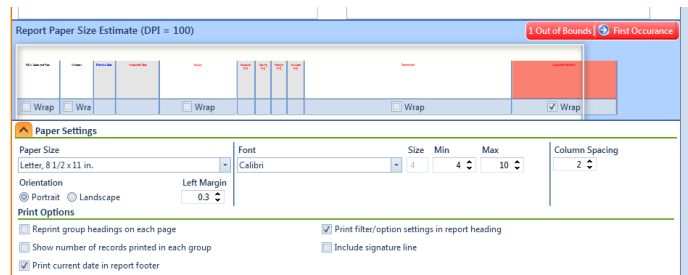 Report Paper Size Estimate (DPI = 100)
1 Out of Bounds First Occurance
Wrap Wra Wrap Wrap Wrap
Paper Settings
Paper Size Font Size Min Max Column Spacing
Letter, 8 1/2 x 11 in. Calibri 4 4 10 2
Orientation Left Margin
Portrait Landscape 0.3
Print Options
Reprint group headings on each page Print filter/option settings in report heading
Show number of records printed in each group Include signature line
Print current date in report footer